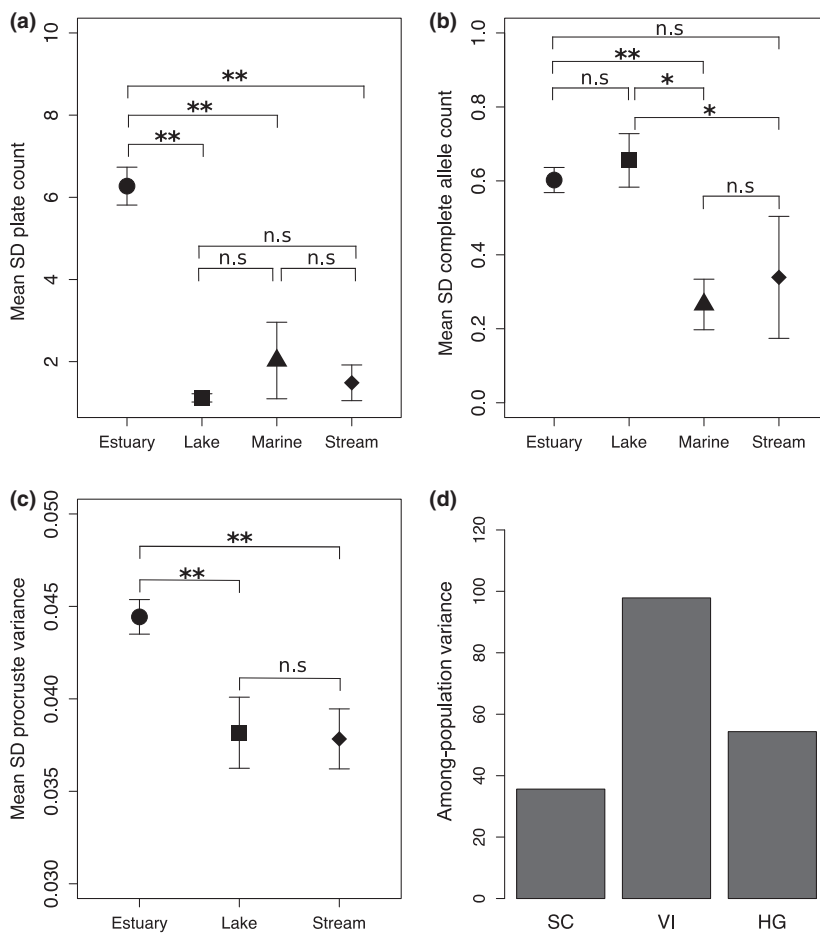 (a)
Mean SD plate count
10
8
6
4
2
**
**
**
n.s
n.s
n.s
Estuary Lake Marine Stream
(b)
Mean SD complete allele count
1.0
0.8
0.6
0.4
0.2
0.0
n.s
**
n.s
*
*
n.s
Estuary Lake Marine Stream
(c)
Mean SD procruste variance
0.050
0.045
0.040
0.035
0.030
**
**
n.s
Estuary Lake Stream
(d)
Among-population variance
120
100
80
60
40
20
0
SC VI HG